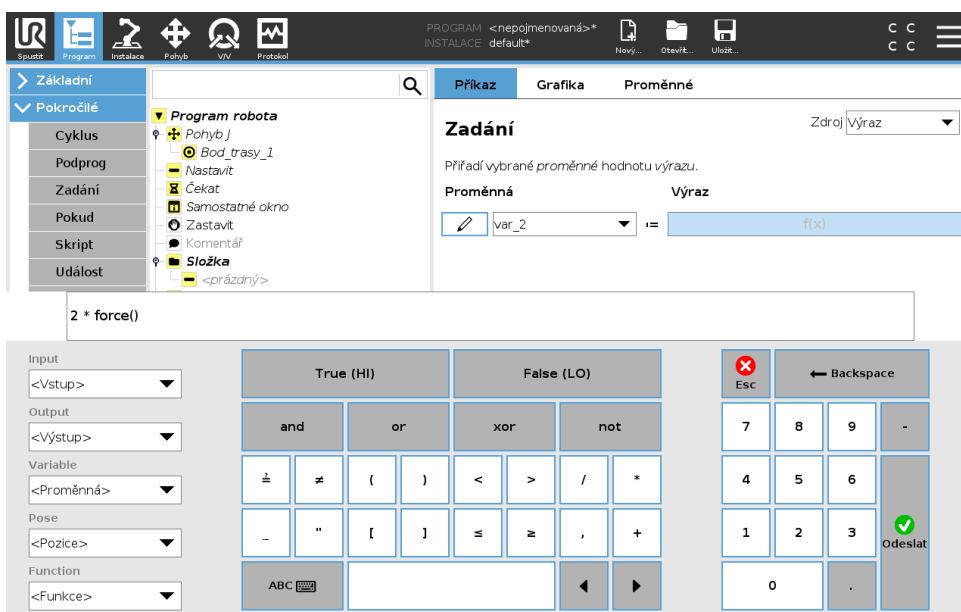 UR
PROGRAM <nepojmenovaná>*
INSTALACE default*
Spustit Program Instalace Pohyb V/V Protokol Nový... Otevřít... Uložit...
C C
C C
Základní
Pokročilé
Cyklus
Podprog
Zadání
Pokud
Skript
Událost
Program robota
Pohyb J
Bod_trasy_1
Nastavit
Čekat
Samostatné okno
Zastavit
Komentář
Složka
<prázdný>
Příkaz Grafika Proměnné
Zadání
Zdroj Výraz
Přiřadí vybrané proměnné hodnotu výrazu.
Proměnná Výraz
var_2 := f(x)
2 * force()
Input
<Vstup>
Output
<Výstup>
Variable
<Proměnná>
Pose
<Pozice>
Function
<Funkce>
True (HI) False (LO)
and or xor not
≟ ≠ ( ) < > / *
_ " [ ] ≤ ≥ , +
ABC
Esc Backspace
7 8 9 -
4 5 6
1 2 3 Odeslat
0 .